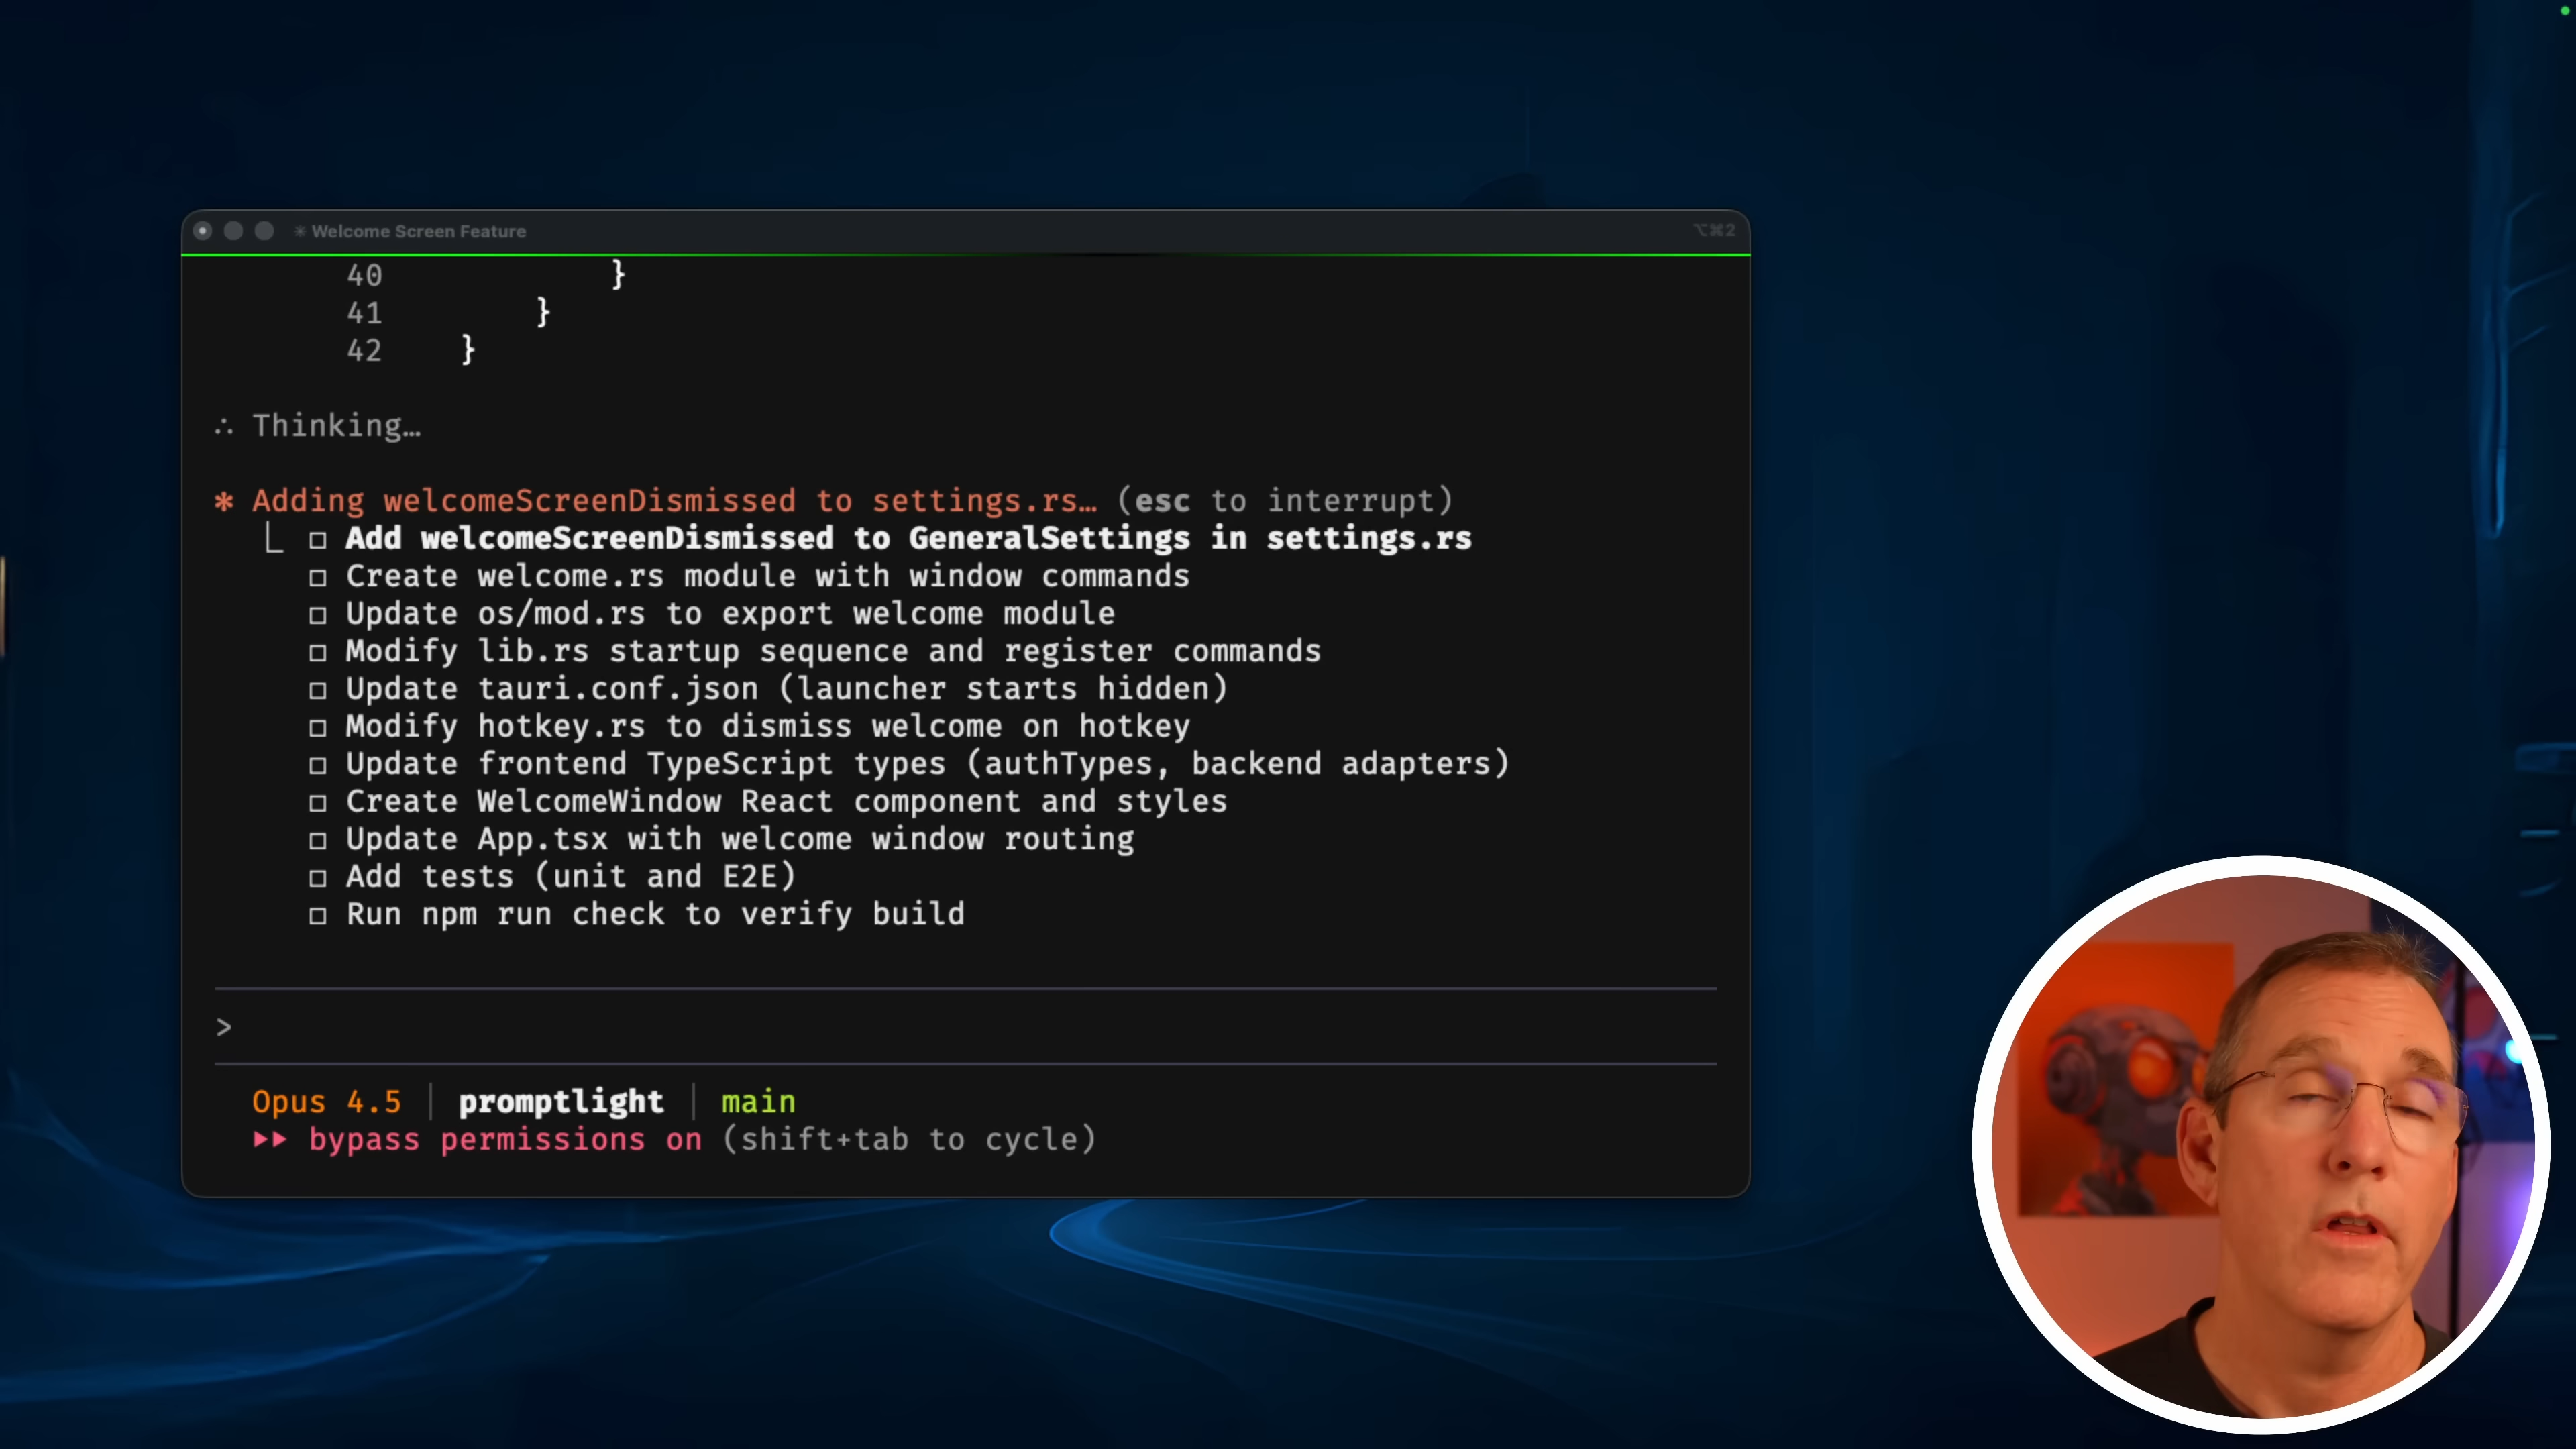 ✳ Welcome Screen Feature ⌥⌘2
40 }
41 }
42 }
∴ Thinking…
✻ Adding welcomeScreenDismissed to settings.rs… (esc to interrupt)
⎿ ☐ Add welcomeScreenDismissed to GeneralSettings in settings.rs
☐ Create welcome.rs module with window commands
☐ Update os/mod.rs to export welcome module
☐ Modify lib.rs startup sequence and register commands
☐ Update tauri.conf.json (launcher starts hidden)
☐ Modify hotkey.rs to dismiss welcome on hotkey
☐ Update frontend TypeScript types (authTypes, backend adapters)
☐ Create WelcomeWindow React component and styles
☐ Update App.tsx with welcome window routing
☐ Add tests (unit and E2E)
☐ Run npm run check to verify build
>
Opus 4.5 | promptlight | main
⏵⏵ bypass permissions on (shift+tab to cycle)